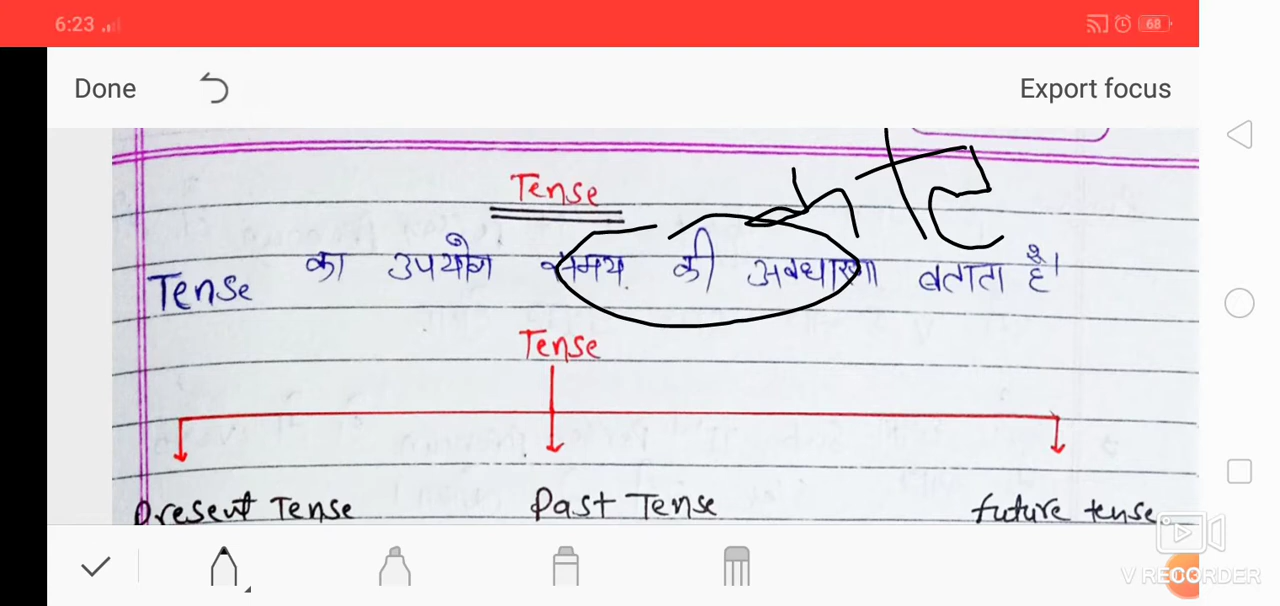 6:23
68
Done
Export focus
Tense
Tense का उपयोग समय की अवधारणा बताता है।
Tense
Present Tense Past Tense future tense
V RECORDER